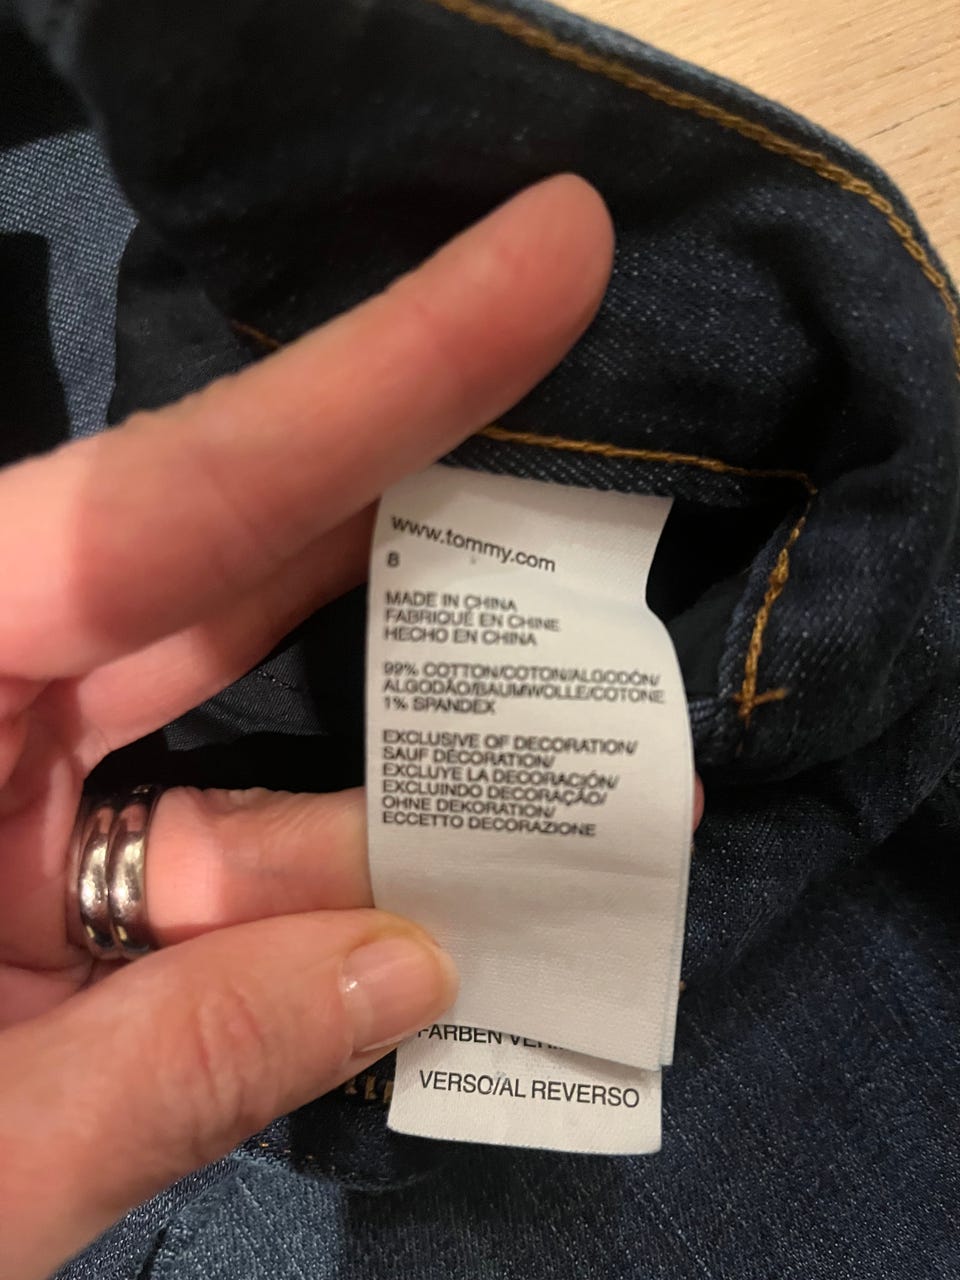 www.tommy.com
8
MADE IN CHINA
FABRIQUÉ EN CHINE
HECHO EN CHINA
99% COTTON/COTON/ALGODÓN/
ALGODÃO/BAUMWOLLE/COTONE
1% SPANDEX
EXCLUSIVE OF DECORATION/
SAUF DÉCORATION/
EXCLUYE LA DECORACIÓN/
EXCLUINDO DECORAÇÃO/
OHNE DEKORATION/
ECCETTO DECORAZIONE
FARBEN
VERSO/AL REVERSO